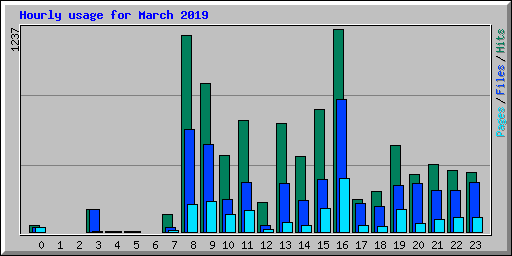 Hourly usage for March 2019
1237
Pages / Files / Hits
0 1 2 3 4 5 6 7 8 9 10 11 12 13 14 15 16 17 18 19 20 21 22 23